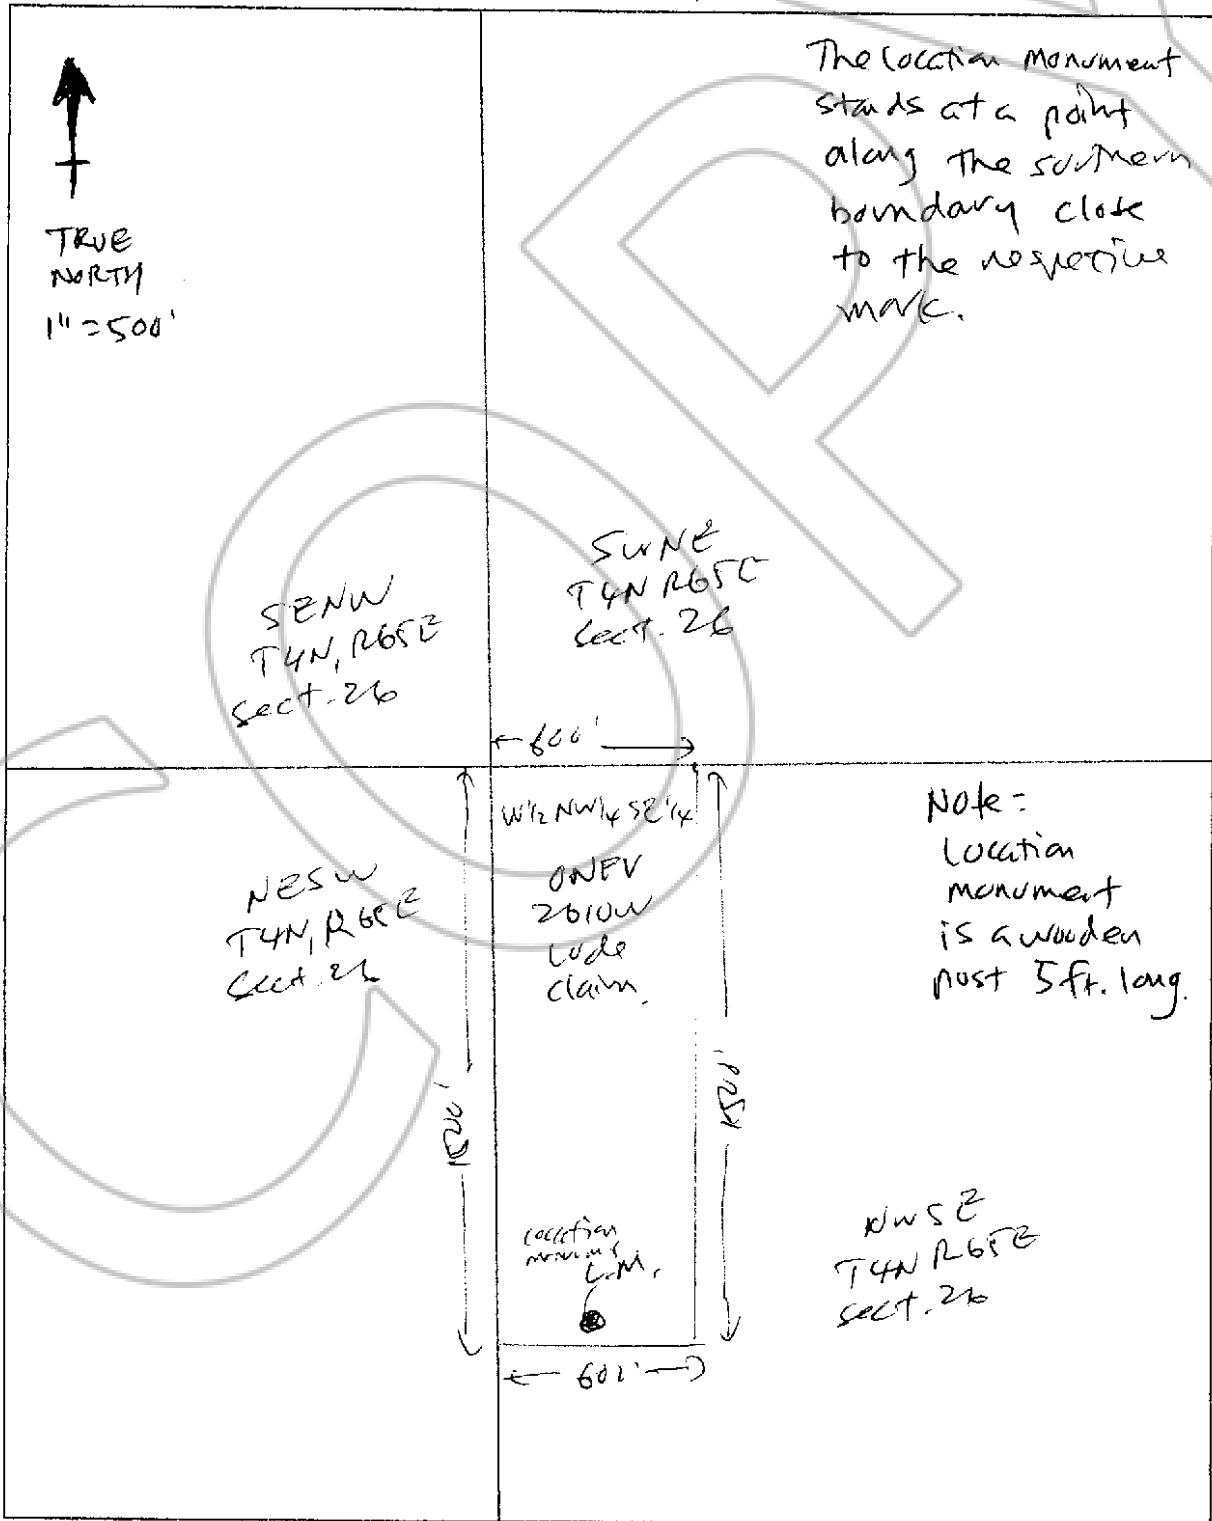 The Location Monument
stands at a point
along the southern
boundary close
to the respective
mark.
TRUE
NORTH
1" = 500'
SENW
T4N, R65E
sect. 26
SWNE
T4N R65E
sect. 26
600'
W1/2 NW1/4 SE1/4
NESW
T4N, R65E
sect. 26
lode
claim.
Note =
Location
monument
is a wooden
post 5 ft. long.
1500'
1500'
L.M.
NWSE
T4N R65E
sect. 26
COPY